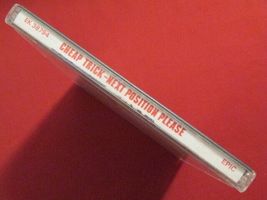 EK 38794 CHEAP TRICK-NEXT POSITION PLEASE EPIC